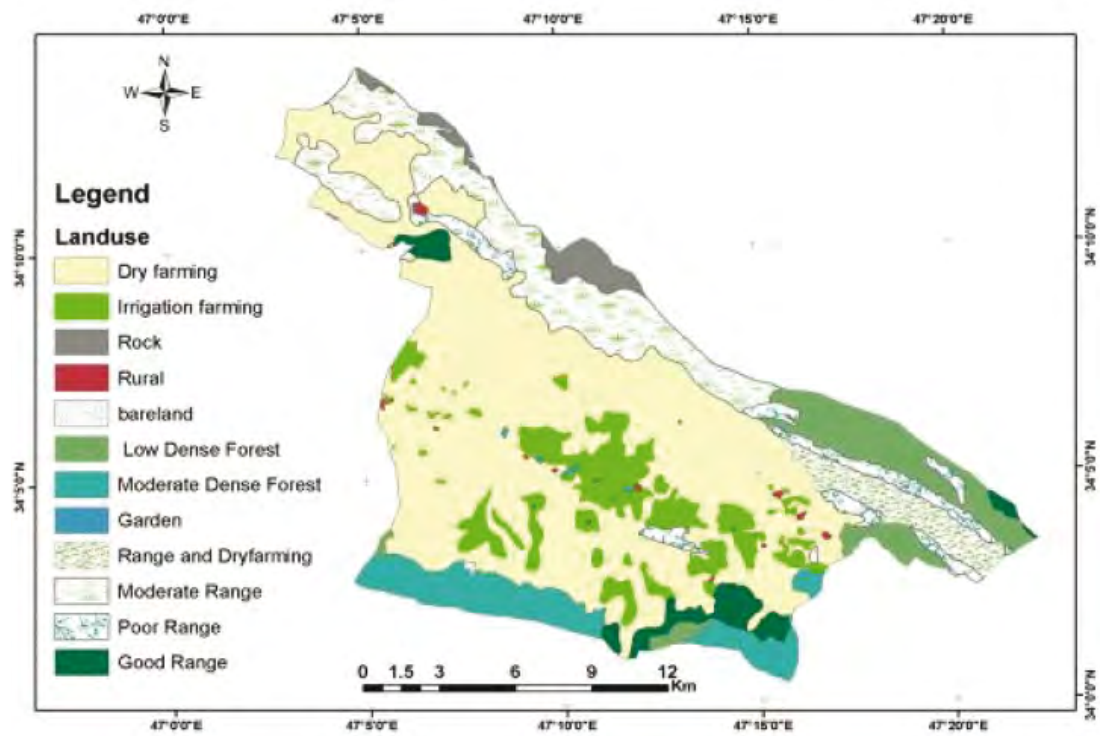 47°0'0"E 47°5'0"E 47°10'0"E 47°15'0"E 47°20'0"E
N
W E
S
Legend
Landuse
Dry farming
Irrigation farming
Rock
Rural
bareland
Low Dense Forest
Moderate Dense Forest
Garden
Range and Dryfarming
Moderate Range
Poor Range
Good Range
34°10'0"N
34°5'0"N
34°10'0"N
34°5'0"N
34°0'0"N
0 1.5 3 6 9 12
Km
47°0'0"E 47°5'0"E 47°10'0"E 47°15'0"E 47°20'0"E